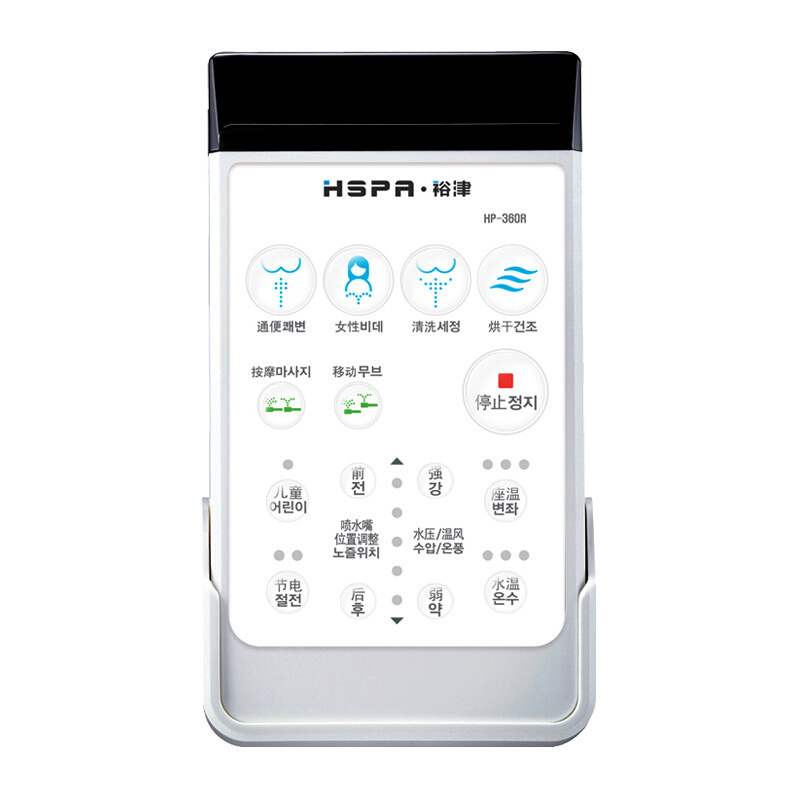 HSPA·裕津
HP-360R
通便쾌변
女性비데
清洗세정
烘干건조
按摩마사지
移动무브
停止정지
儿童
어린이
前
전
强
강
座温
변좌
喷水嘴
位置调整
노즐위치
水压/温风
수압/온풍
节电
절전
后
후
弱
약
水温
온수